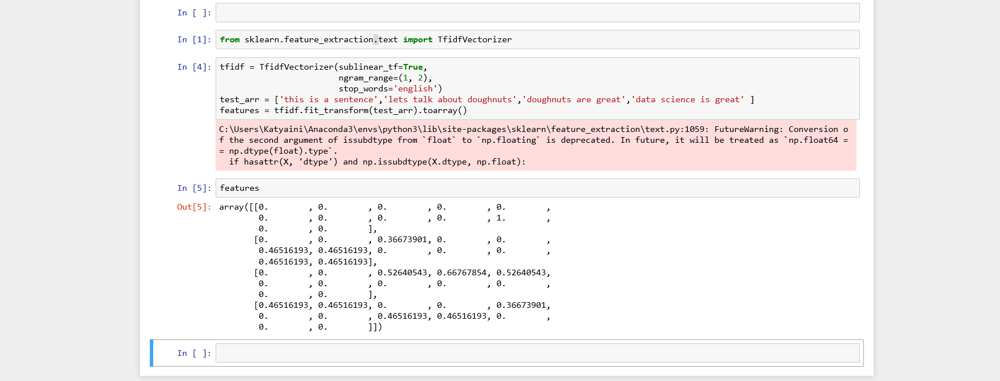 In [ ]:
In [1]: from sklearn.feature_extraction.text import TfidfVectorizer
In [4]: tfidf = TfidfVectorizer(sublinear_tf=True,
                        ngram_range=(1, 2),
                        stop_words='english')
test_arr = ['this is a sentence','lets talk about doughnuts','doughnuts are great','data science is great' ]
features = tfidf.fit_transform(test_arr).toarray()
C:\Users\Katyaini\Anaconda3\envs\python3\lib\site-packages\sklearn\feature_extraction\text.py:1059: FutureWarning: Conversion o
f the second argument of issubdtype from `float` to `np.floating` is deprecated. In future, it will be treated as `np.float64 =
= np.dtype(float).type`.
  if hasattr(X, 'dtype') and np.issubdtype(X.dtype, np.float):
In [5]: features
Out[5]: array([[0.        , 0.        , 0.        , 0.        , 0.        ,
        0.        , 0.        , 0.        , 0.        , 1.        ,
        0.        , 0.        ],
       [0.        , 0.        , 0.36673901, 0.        , 0.        ,
        0.46516193, 0.46516193, 0.        , 0.        , 0.        ,
        0.46516193, 0.46516193],
       [0.        , 0.        , 0.52640543, 0.66767854, 0.52640543,
        0.        , 0.        , 0.        , 0.        , 0.        ,
        0.        , 0.        ],
       [0.46516193, 0.46516193, 0.        , 0.        , 0.36673901,
        0.        , 0.        , 0.46516193, 0.46516193, 0.        ,
        0.        , 0.        ]])
In [ ]: